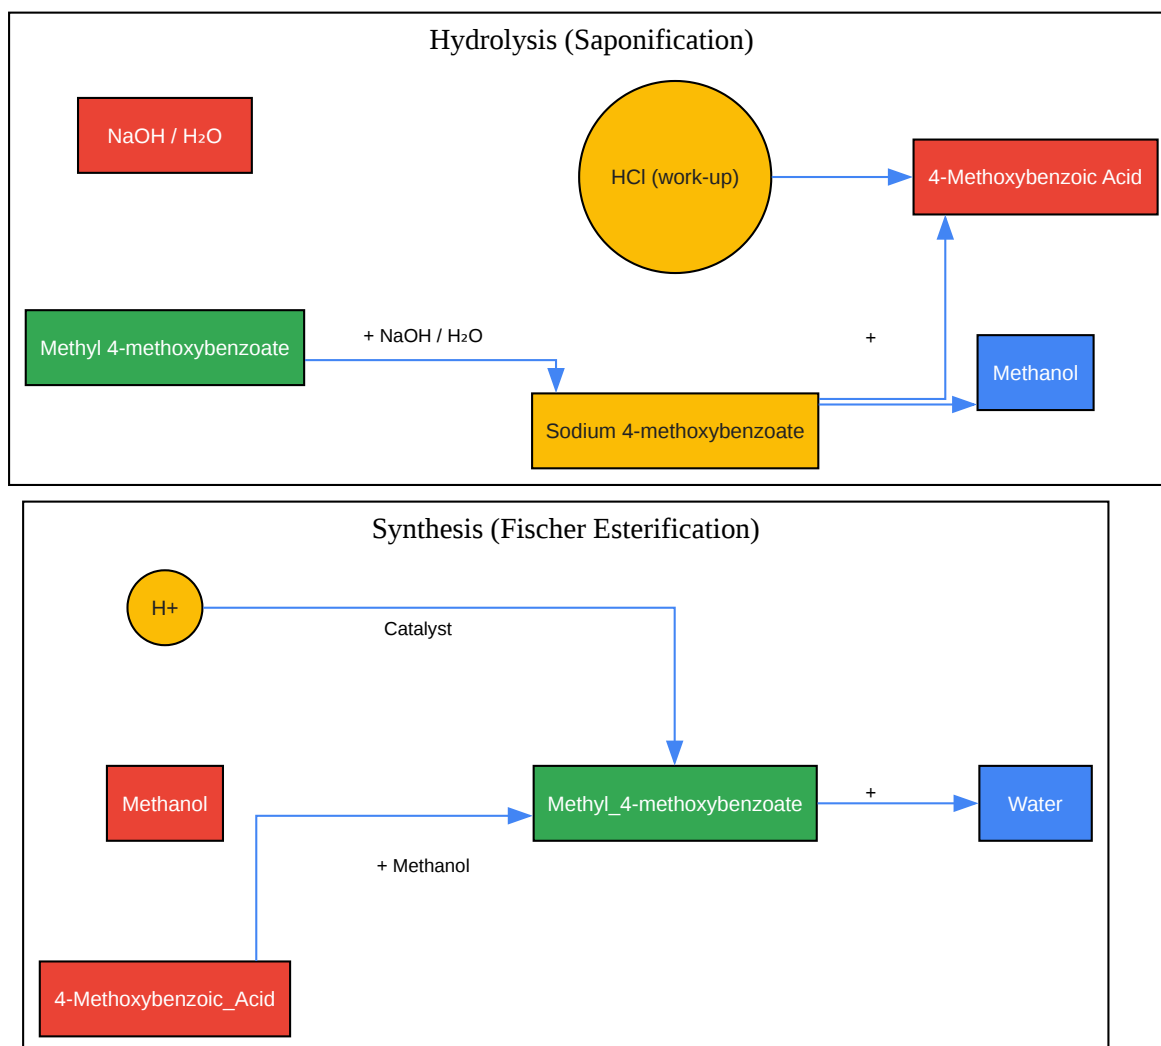 Hydrolysis (Saponification)
NaOH / H₂O
HCl (work-up)
4-Methoxybenzoic Acid
Methyl 4-methoxybenzoate
+ NaOH / H₂O
+
Methanol
Sodium 4-methoxybenzoate
Synthesis (Fischer Esterification)
H+
Catalyst
Methanol
Methyl_4-methoxybenzoate
+
Water
+ Methanol
4-Methoxybenzoic_Acid